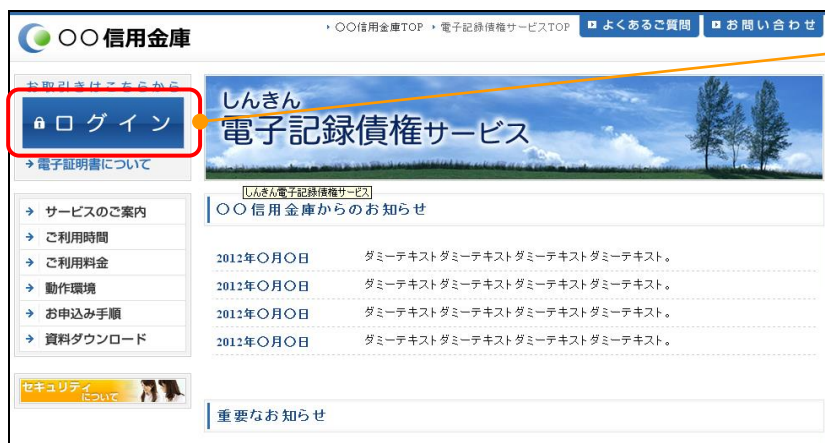 〇〇信用金庫
〇〇信用金庫TOP
電子記録債権サービスTOP
よくあるご質問
お問い合わせ
お取引きはこちらから
ログイン
電子証明書について
しんきん
電子記録債権サービス
しんきん電子記録債権サービス
サービスのご案内
ご利用時間
ご利用料金
動作環境
お申込み手順
資料ダウンロード
セキュリティ
について
〇〇信用金庫からのお知らせ
2012年〇月〇日 ダミーテキストダミーテキストダミーテキストダミーテキスト。
2012年〇月〇日 ダミーテキストダミーテキストダミーテキストダミーテキスト。
2012年〇月〇日 ダミーテキストダミーテキストダミーテキストダミーテキスト。
2012年〇月〇日 ダミーテキストダミーテキストダミーテキストダミーテキスト。
重要なお知らせ